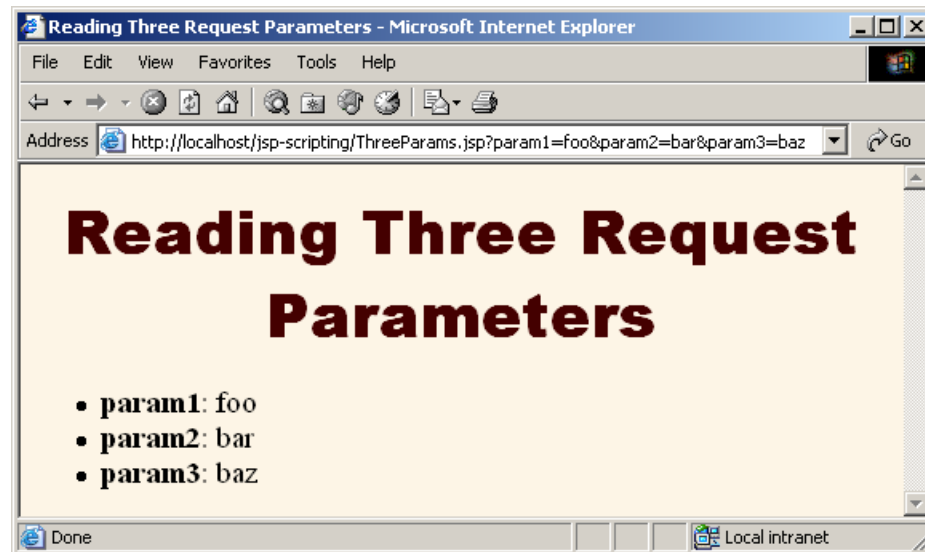 Reading Three Request Parameters - Microsoft Internet Explorer
File Edit View Favorites Tools Help
Address http://localhost/jsp-scripting/ThreeParams.jsp?param1=foo&param2=bar&param3=baz Go
Reading Three Request
Parameters
• param1: foo
• param2: bar
• param3: baz
Done Local intranet